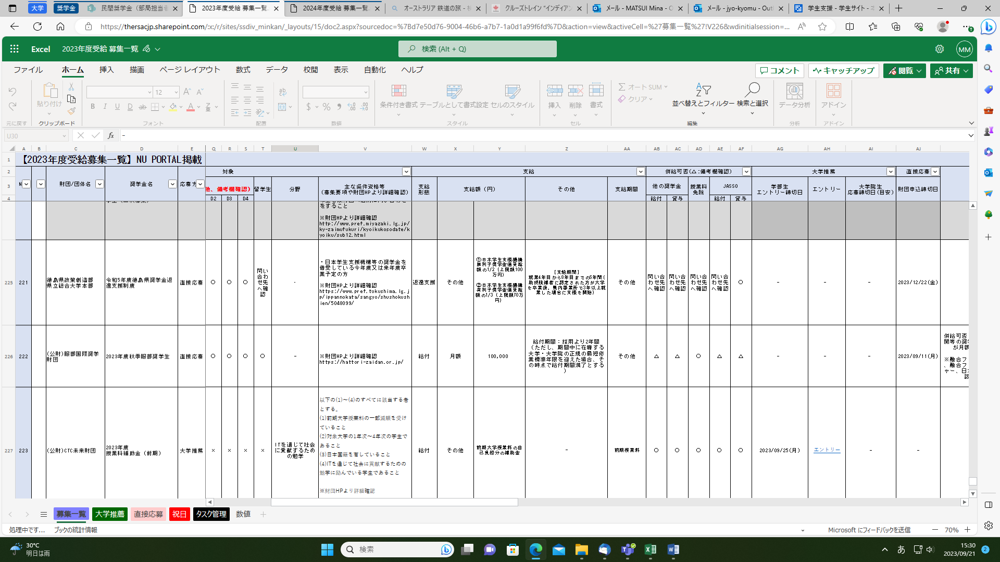 大学
奨学金
民間奨学金（部局担当者
2023年度受給 募集一覧
2024年度受給 募集一覧
オーストラリア 鉄道の旅 -
クルーズトレイン "インディアン
メール - MATSUI Mina - O
メール - jyo-kyomu - Outl
学生支援 - 学生サイト -
https://thersacjp.sharepoint.com/:x:/r/sites/ssdiv_minkan/_layouts/15/doc2.aspx?sourcedoc=%7Bd7e50d76-9004-46b6-a7b7-1a0d1a99f6fd%7D&action=view&activeCell=%27募集一覧%27!V226&wdinitialsession=...
Excel
2023年度受給 募集一覧
検索 (Alt + Q)
MM
ファイル
ホーム
挿入
描画
ページ レイアウト
数式
データ
校閲
表示
自動化
ヘルプ
コメント
キャッチアップ
閲覧
共有
貼り付け
12
オート SUM
クリア
条件付き書式
テーブルとして書式設定
セルのスタイル
挿入
削除
書式
並べ替えとフィルター
検索と選択
データ分析
アドイン
元に戻す
クリップボード
フォント
配置
数値
スタイル
セル
編集
分析
アドイン
U30
fx
-
A B C D E Q R S T U V W X Y Z AA AB AC AD AE AF AG AH AI AJ
1
【2023年度受給募集一覧】NU PORTAL掲載
2
対象
支給
併給可否(△:備考欄確認)
大学推薦
直接応募
3
N
財団/団体名
奨学金名
応募方
他、備考欄確認)
留学生
分野
主な条件資格等
(募集要項や財団HPより詳細確認)
支給
形態
支給額（円）
その他
支給期間
他の奨学金
授業料
免除
JASSO
学部生
エントリー締切日
エントリー
大学院生
応募締切日(目安)
財団申込締切日
4
D2
D3
D4
給付
貸与
給付
貸与
をすること
※財団HPより詳細確認
http://www.pref.miyazaki.lg.jp/
ky-zaimufukuri/kyoikukosodate/k
yoiku/sub12.html
225
221
徳島県政策創造部
県立総合大学本部
令和5年度徳島県奨学金返
還支援制度
直接応募
○
○
○
問い
合わ
せ先
へ確
認
-
・日本学生支援機構等の奨学金を
借受している今年度又は来年度卒
業予定の方
※財団HPより詳細確認
https://www.pref.tokushima.lg.j
p/ippannokata/sangyo/shushokush
ien/5048099/
返還支援
その他
①日本学生支援機構
無利子奨学金借受総
額の1/2（上限額100
万円）
②日本学生支援機構
有利子奨学金借受総
額の1/3（上限額70万
円）
[支給期間]
就業4年目から8年目までの5年間(
助成候補者に認定された方が大学
を卒業後、県内事業所で3年以上就
業した場合に支援を開始)
その他
問い合
わせ先
へ確認
問い合
わせ先
へ確認
問い合
わせ先
へ確認
問い合
わせ先
へ確認
○
-
-
-
2023/12/22(金)
226
222
(公財)服部国際奨学
財団
2023年度秋季服部奨学生
直接応募
○
○
○
○
-
※財団HPより詳細確認
https://hattori-zaidan.or.jp/
給付
月額
100,000
給付期間：採用より2年間
（ただし、期間中に在籍する
大学・大学院の正規の最短修
業標準年限を迎えた場合、そ
の時点で給付期間満了とする
）
その他
△
△
○
△
△
-
-
-
2023/09/11(月)
併給可否
関等の奨学
が月額
※融合フ
、融合フ
ャー、日
該
227
223
(公財)CTC未来財団
2023年度
授業料補助金（前期）
大学推薦
×
×
×
×
ITを通じて社会
に貢献するため
の勉学
以下の(1)～(4)のすべてに該当する者
とする。
(1)前期大学授業料の一部減額を受け
ていること
(2)対象大学の1年次～4年次の学生で
あること
(3)日本国籍を有していること
(4)ITを通じて社会に貢献するための
勉学に励んでいる学生であること
※財団HPより詳細確認
給付
その他
前期大学授業料の自
己負担分の補助金
-
前期授業料
○
○
○
○
○
2023/09/25(月)
エントリー
-
-
募集一覧
大学推薦
直接応募
祝日
タスク管理
数値
処理中です...
ブックの統計情報
Microsoft にフィードバックを送信
70%
30°C
明日は雨
検索
あ
15:30
2023/09/21
2